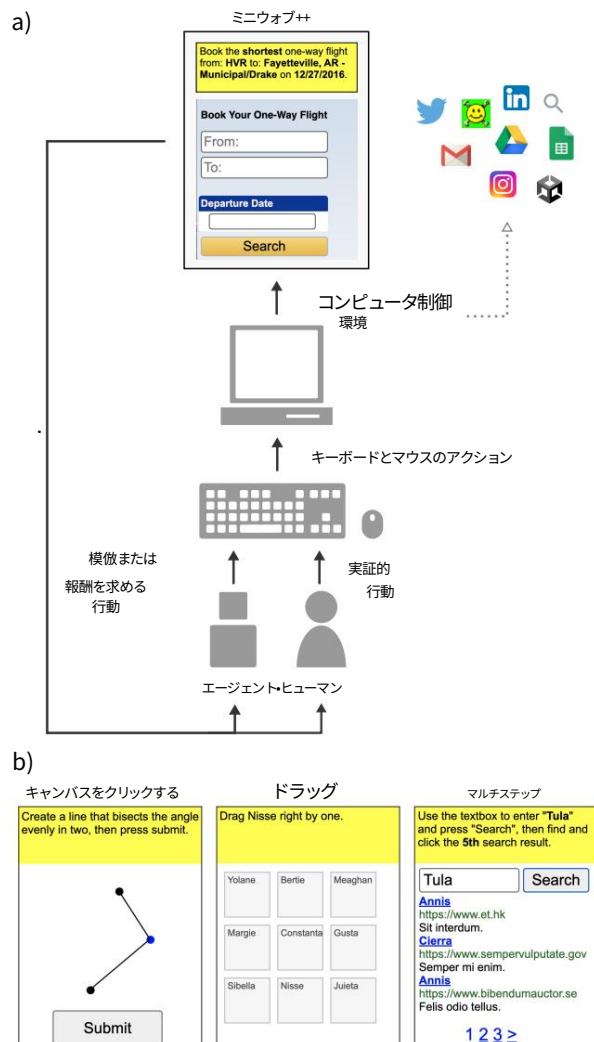 a)
ミニウォブ++
Book the shortest one-way flight
from: HVR to: Fayetteville, AR -
Municipal/Drake on 12/27/2016.
Book Your One-Way Flight
From:
To:
Departure Date
Search
in
コンピュータ制御
環境
キーボードとマウスのアクション
模倣または
報酬を求める
行動
実証的
行動
エージェント・ヒューマン
b)
キャンバスをクリックする
Create a line that bisects the angle
evenly in two, then press submit.
Submit
ドラッグ
Drag Nisse right by one.
Yolane Bertie Meaghan
Margie Constanta Gusta
Sibella Nisse Juieta
マルチステップ
Use the textbox to enter "Tula"
and press "Search", then find and
click the 5th search result.
Tula Search
Annis
https://www.et.hk
Sit interdum.
Cierra
https://www.sempervulputate.gov
Semper mi enim.
Annis
https://www.bibendumauctor.se
Felis odio tellus.
1 2 3 >